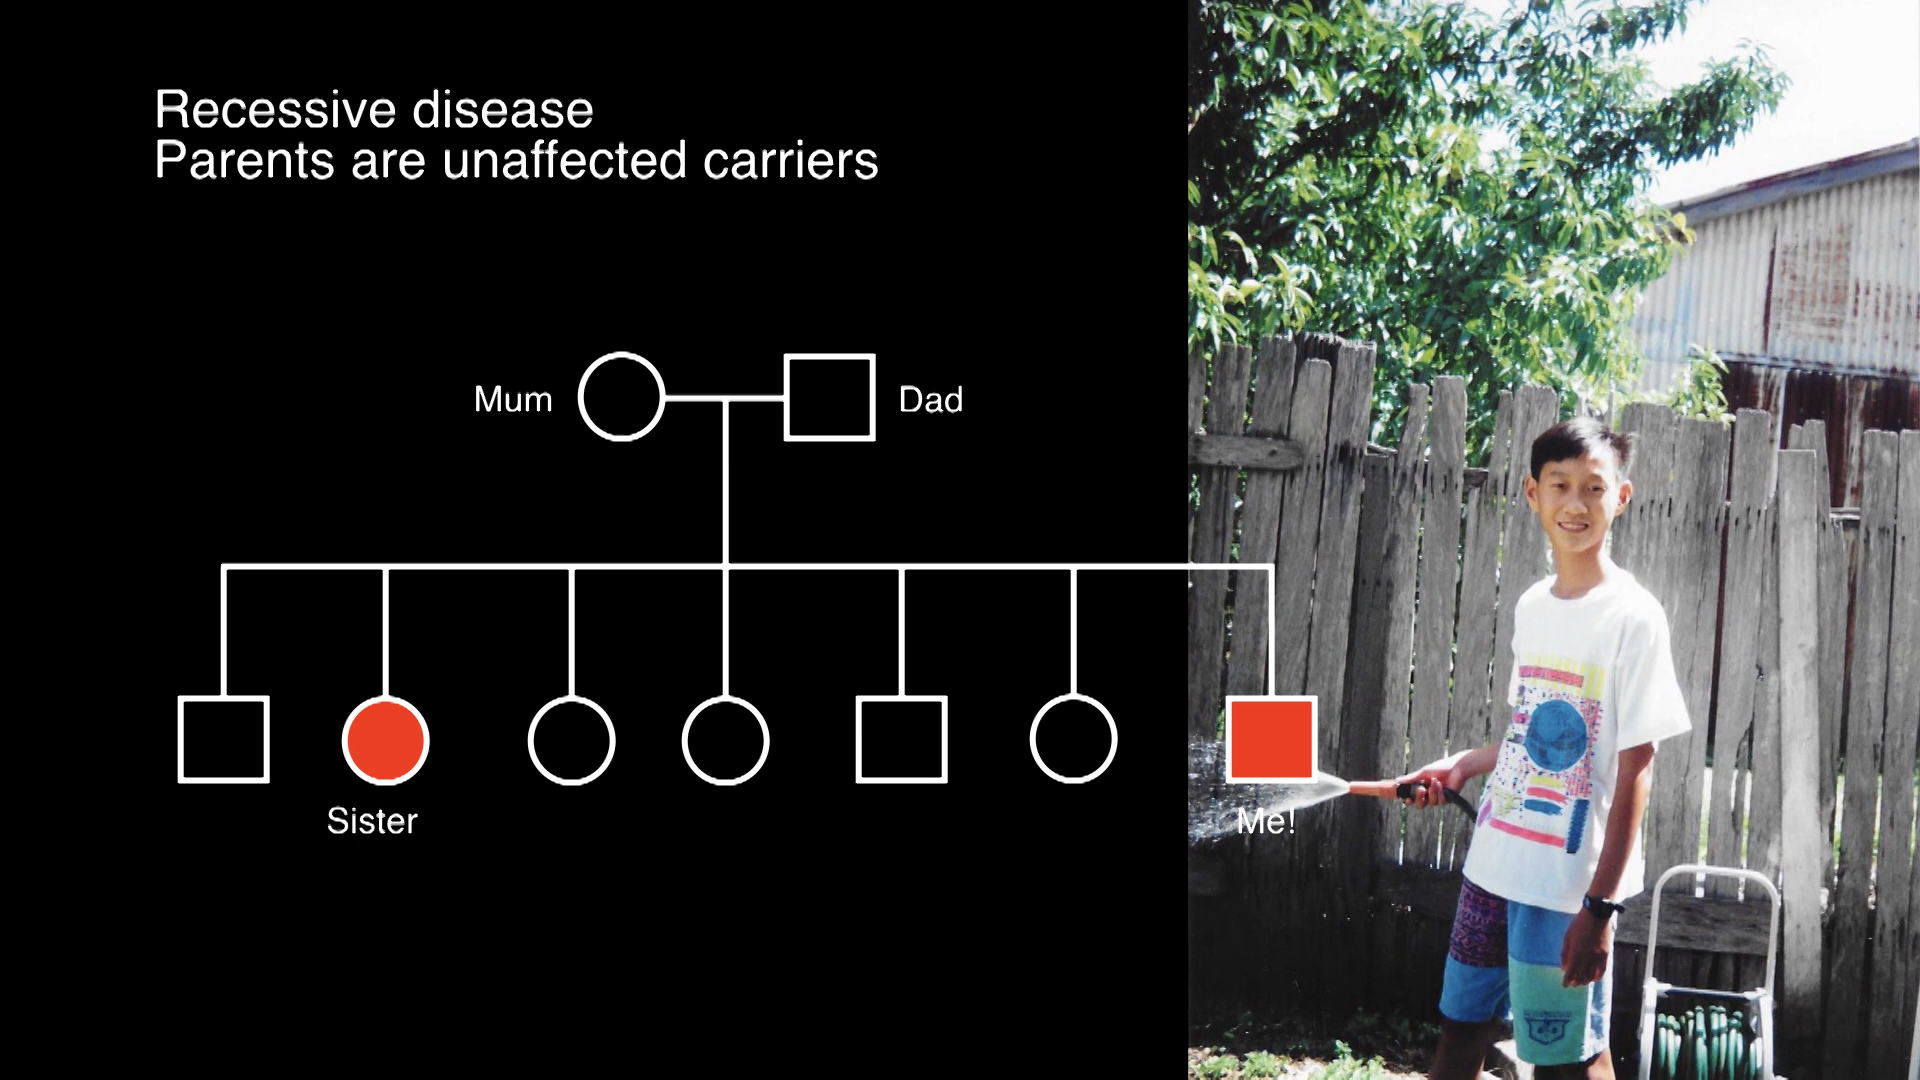 Recessive disease
Parents are unaffected carriers
Mum
Dad
Sister
Me!